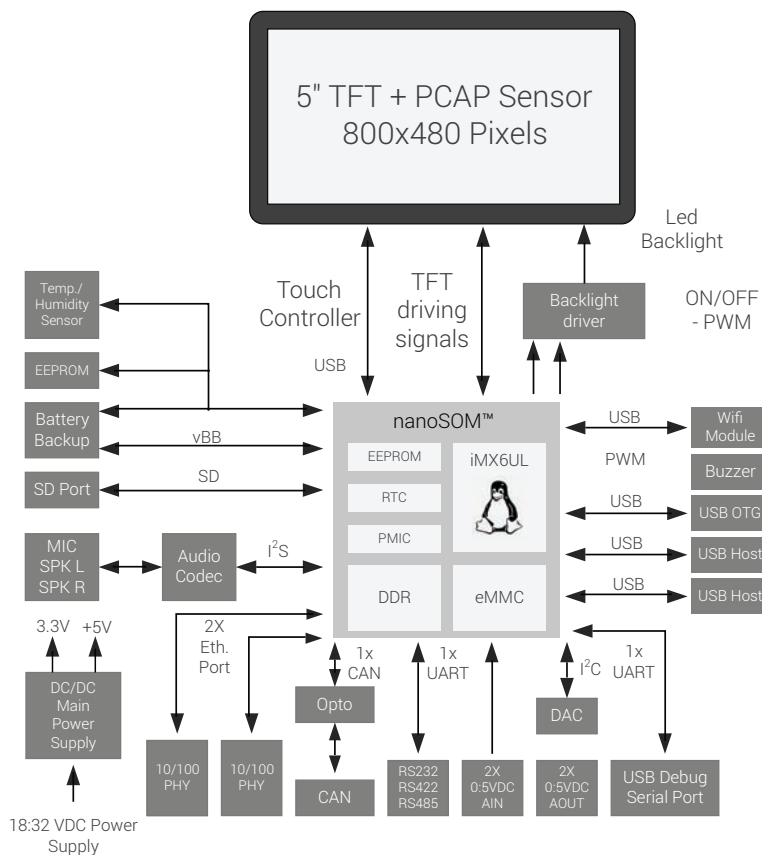 5" TFT + PCAP Sensor
800x480 Pixels
Led
Backlight
Temp./
Humidity
Sensor
Touch
Controller
TFT
driving
signals
Backlight
driver
ON/OFF
- PWM
USB
EEPROM
Battery
Backup
vBB
SD Port
SD
nanoSOM™
EEPROM
RTC
PMIC
DDR
iMX6UL
eMMC
USB
Wifi
Module
PWM
Buzzer
USB
USB OTG
USB
USB Host
USB
USB Host
MIC
SPK L
SPK R
Audio
Codec
I²S
3.3V
+5V
DC/DC
Main
Power
Supply
18:32 VDC Power
Supply
2X
Eth.
Port
10/100
PHY
10/100
PHY
1x
CAN
Opto
CAN
1x
UART
RS232
RS422
RS485
2X
0:5VDC
AIN
I²C
DAC
2X
0:5VDC
AOUT
1x
UART
USB Debug
Serial Port